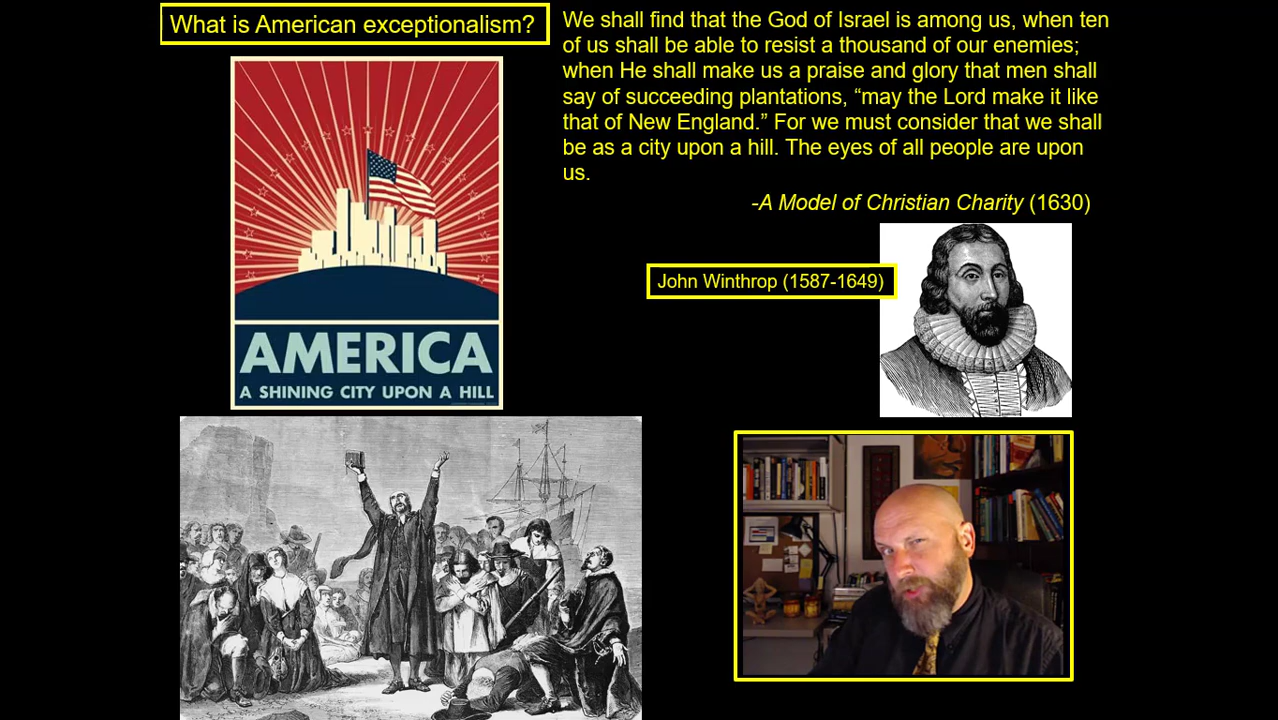 What is American exceptionalism?
We shall find that the God of Israel is among us, when ten
of us shall be able to resist a thousand of our enemies;
when He shall make us a praise and glory that men shall
say of succeeding plantations, “may the Lord make it like
that of New England.” For we must consider that we shall
be as a city upon a hill. The eyes of all people are upon
us.
-A Model of Christian Charity (1630)
John Winthrop (1587-1649)
AMERICA
A SHINING CITY UPON A HILL